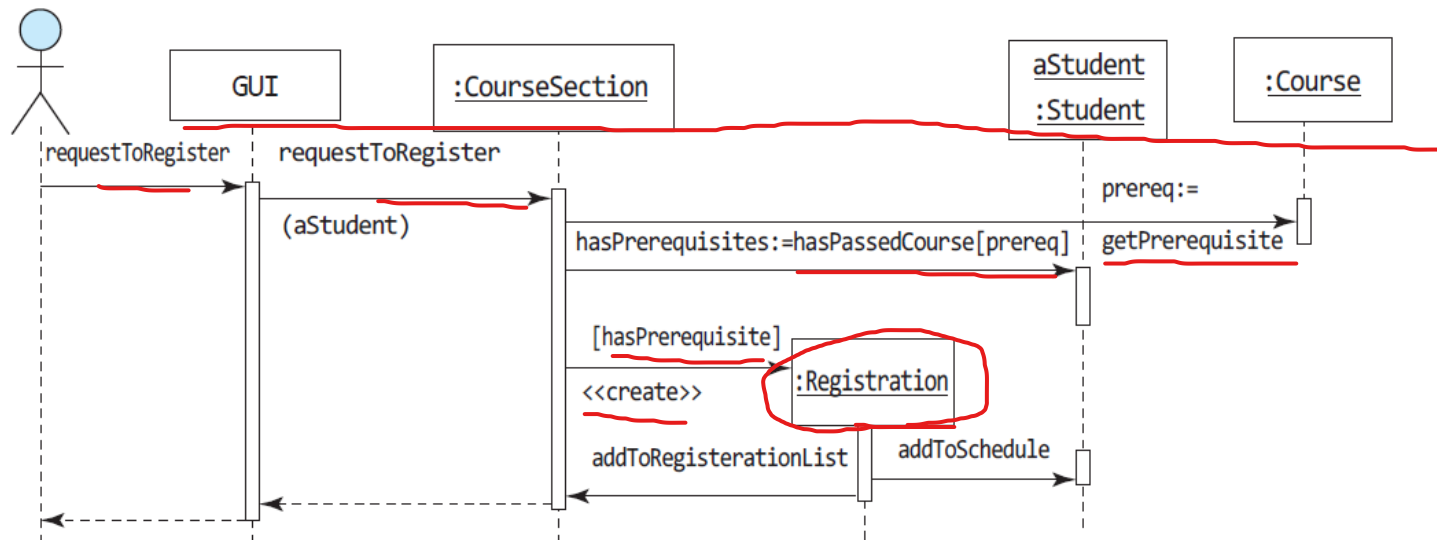 GUI
:CourseSection
aStudent
:Student
:Course
requestToRegister
requestToRegister
(aStudent)
prereq:=
getPrerequisite
hasPrerequisites:=hasPassedCourse[prereq]
[hasPrerequisite]
<<create>>
:Registration
addToRegisterationList
addToSchedule